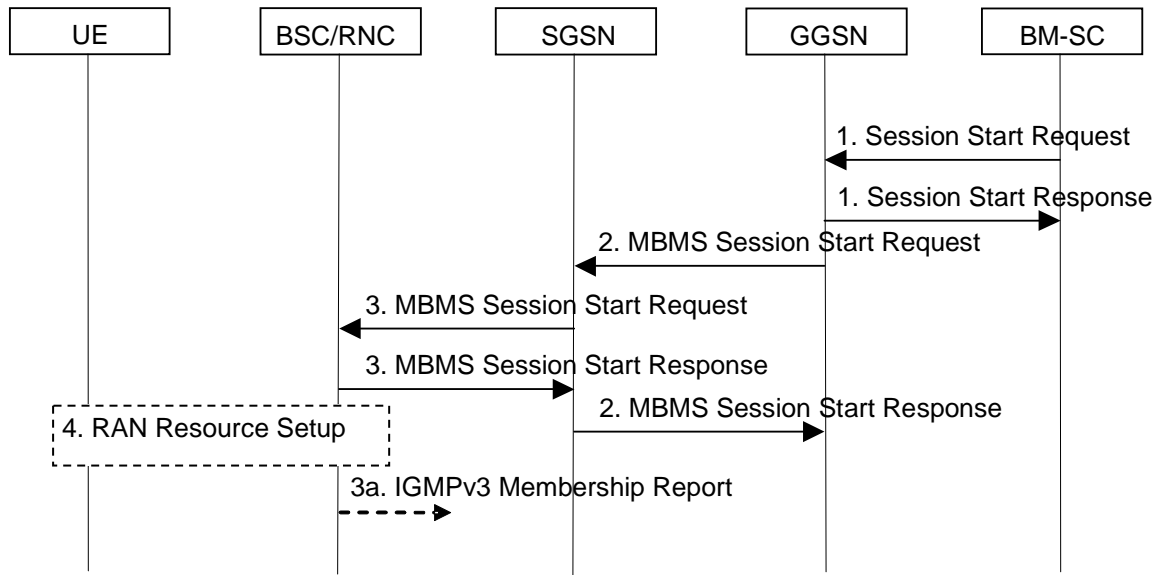 UE
BSC/RNC
SGSN
GGSN
BM-SC
1. Session Start Request
1. Session Start Response
2. MBMS Session Start Request
3. MBMS Session Start Request
3. MBMS Session Start Response
2. MBMS Session Start Response
4. RAN Resource Setup
3a. IGMPv3 Membership Report